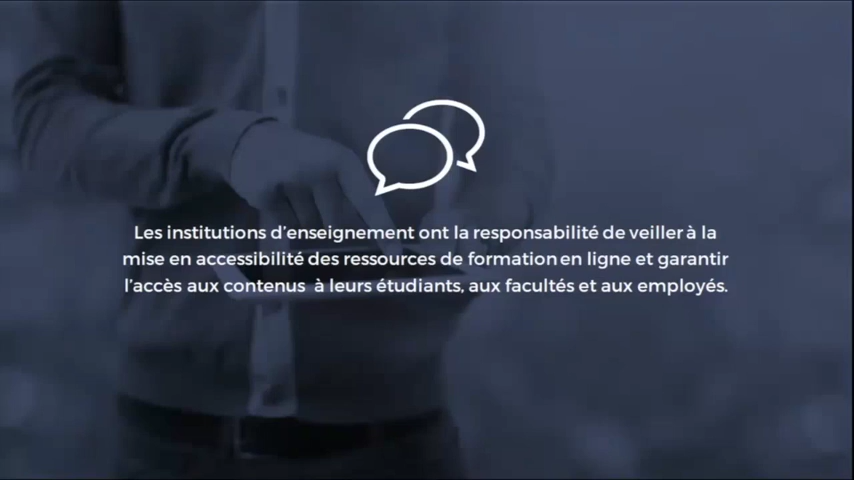 Les institutions d'enseignement ont la responsabilité de veiller à la
mise en accessibilité des ressources de formation en ligne et garantir
l'accès aux contenus à leurs étudiants, aux facultés et aux employés.